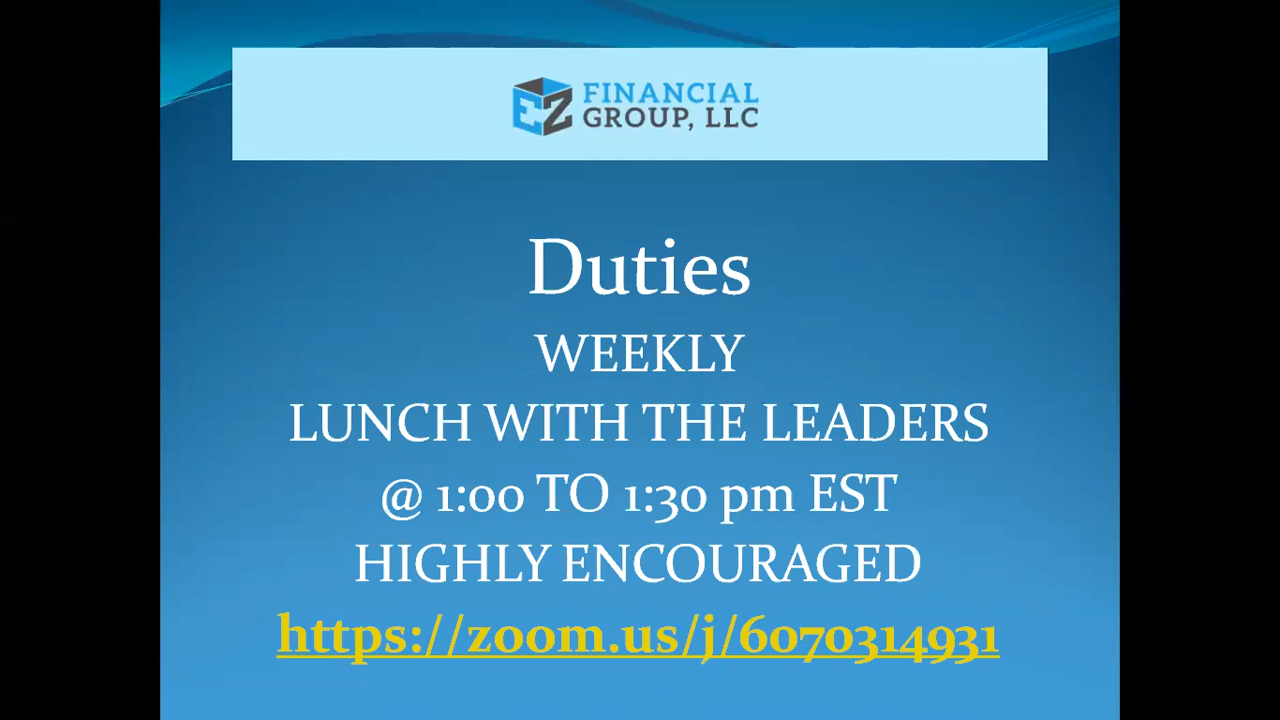 EZ FINANCIAL
GROUP, LLC
Duties
WEEKLY
LUNCH WITH THE LEADERS
@ 1:00 TO 1:30 pm EST
HIGHLY ENCOURAGED
https://zoom.us/j/6070314931